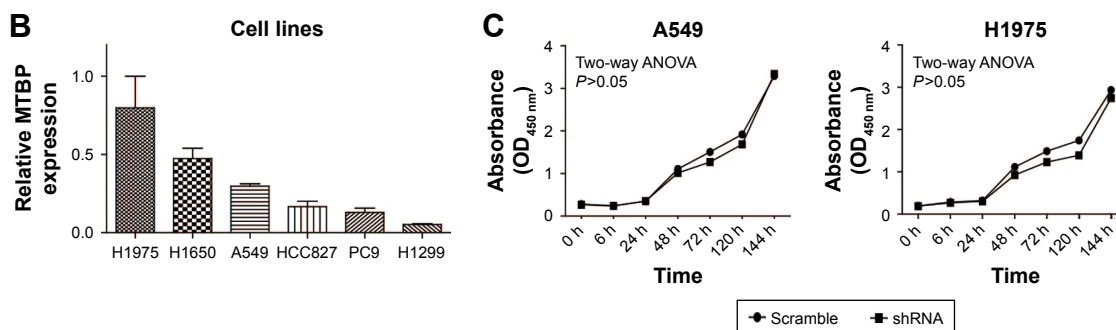 B
Cell lines
Relative MTBP
expression
1.0
0.5
0.0
H1975 H1650 A549 HCC827 PC9 H1299
C
A549
Two-way ANOVA
P>0.05
Absorbance
(OD450 nm)
4
3
2
1
0
0 h 6 h 24 h 48 h 72 h 120 h 144 h
Time
H1975
Two-way ANOVA
P>0.05
Absorbance
(OD450 nm)
4
3
2
1
0
0 h 6 h 24 h 48 h 72 h 120 h 144 h
Time
Scramble shRNA